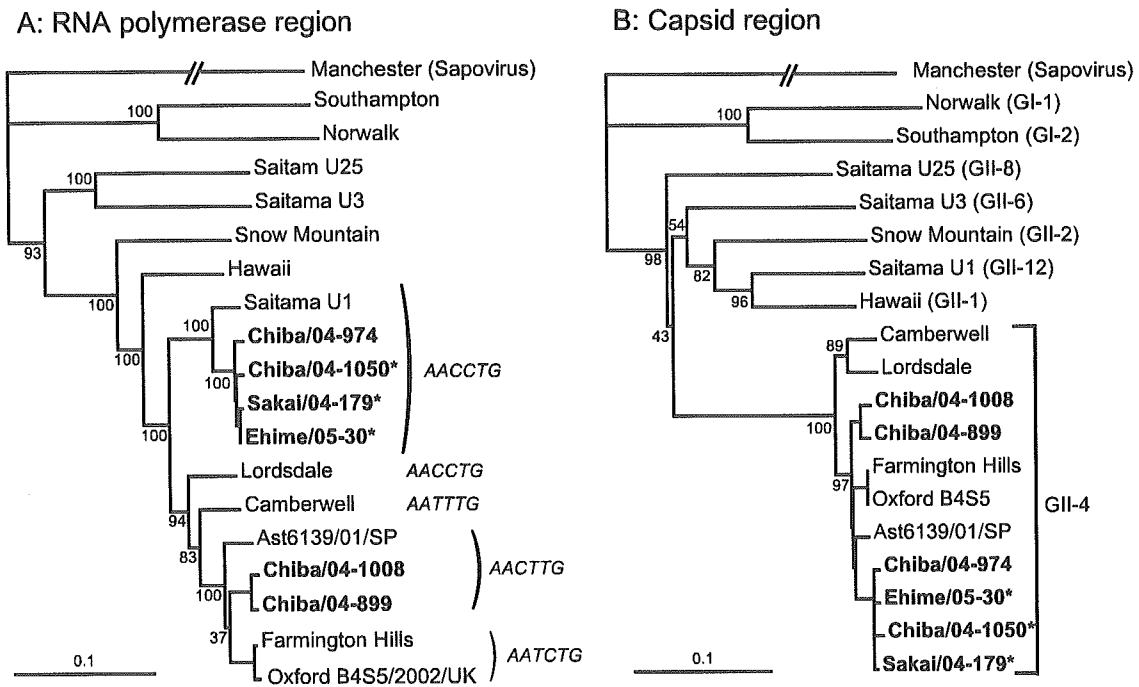 A: RNA polymerase region
Manchester (Sapovirus)
Southampton
100
Norwalk
Saitam U25
100
Saitama U3
Snow Mountain
93
Hawaii
100
Saitama U1
100
Chiba/04-974
100
Chiba/04-1050*
AACCTG
100
Sakai/04-179*
Ehime/05-30*
100
Lordsdale
AACCTG
Camberwell
AATTTG
94
Ast6139/01/SP
83
Chiba/04-1008
AACTTG
100
Chiba/04-899
37
Farmington Hills
AATCTG
Oxford B4S5/2002/UK
0.1
B: Capsid region
Manchester (Sapovirus)
Norwalk (GI-1)
100
Southampton (GI-2)
Saitama U25 (GII-8)
Saitama U3 (GII-6)
54
Snow Mountain (GII-2)
98
82
Saitama U1 (GII-12)
96
Hawaii (GII-1)
43
Camberwell
89
Lordsdale
Chiba/04-1008
100
Chiba/04-899
Farmington Hills
97
Oxford B4S5
GII-4
Ast6139/01/SP
Chiba/04-974
Ehime/05-30*
Chiba/04-1050*
Sakai/04-179*
0.1